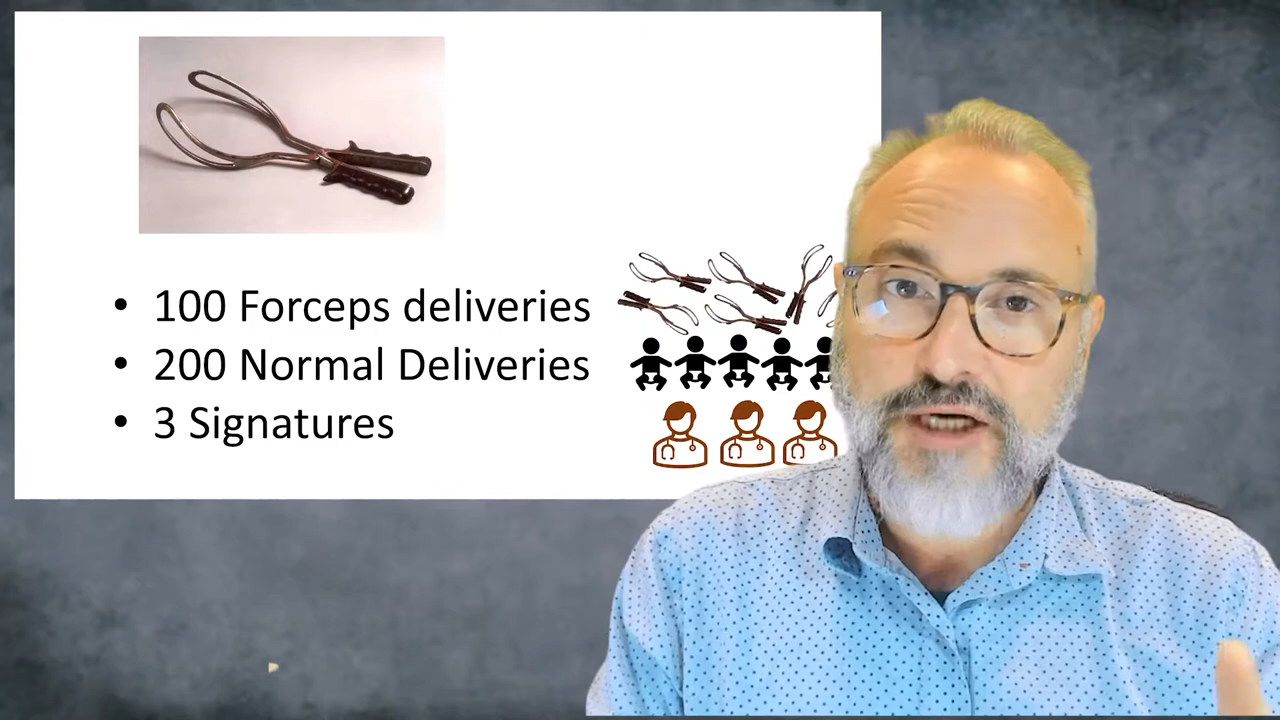 • 100 Forceps deliveries
• 200 Normal Deliveries
• 3 Signatures